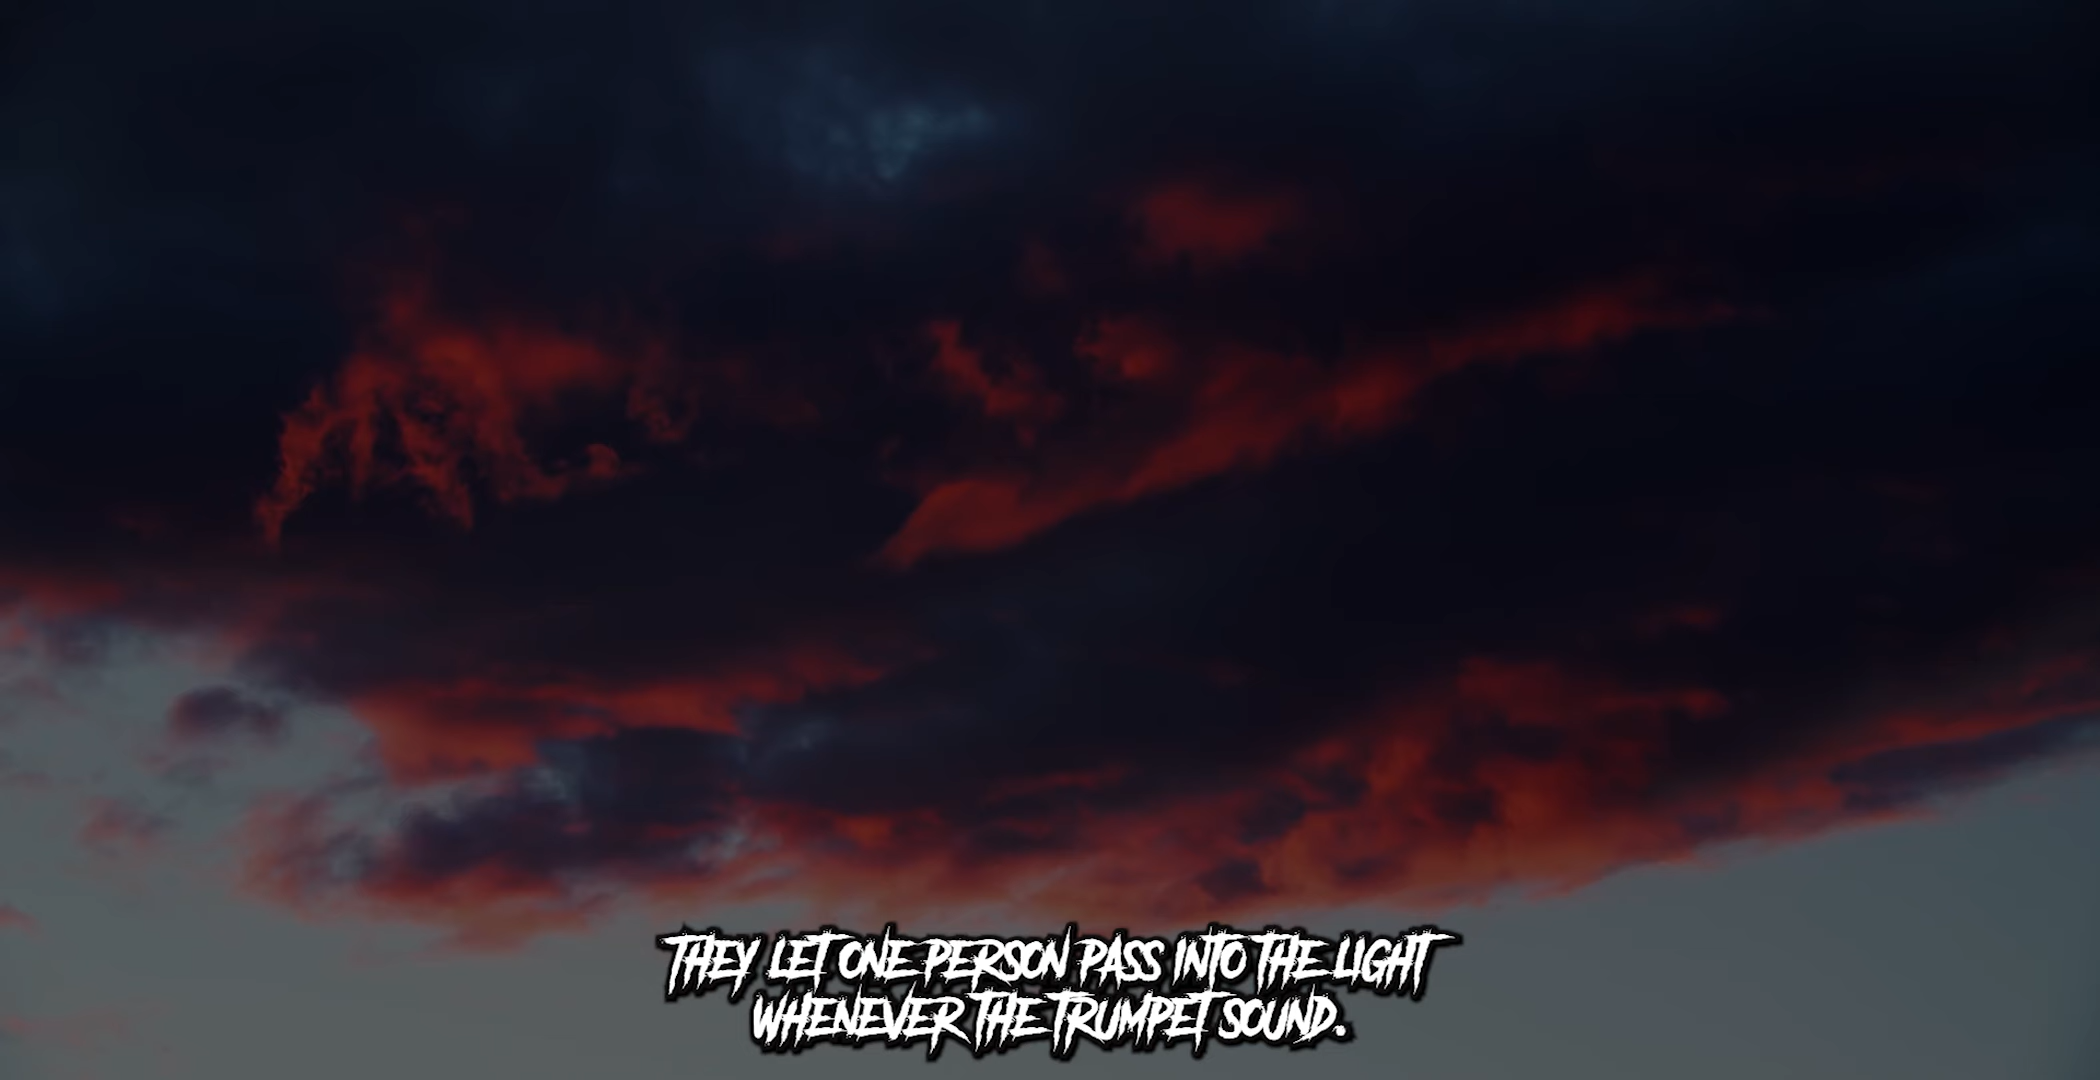 THEY LET ONE PERSON PASS INTO THE LIGHT
WHENEVER THE TRUMPET SOUND.